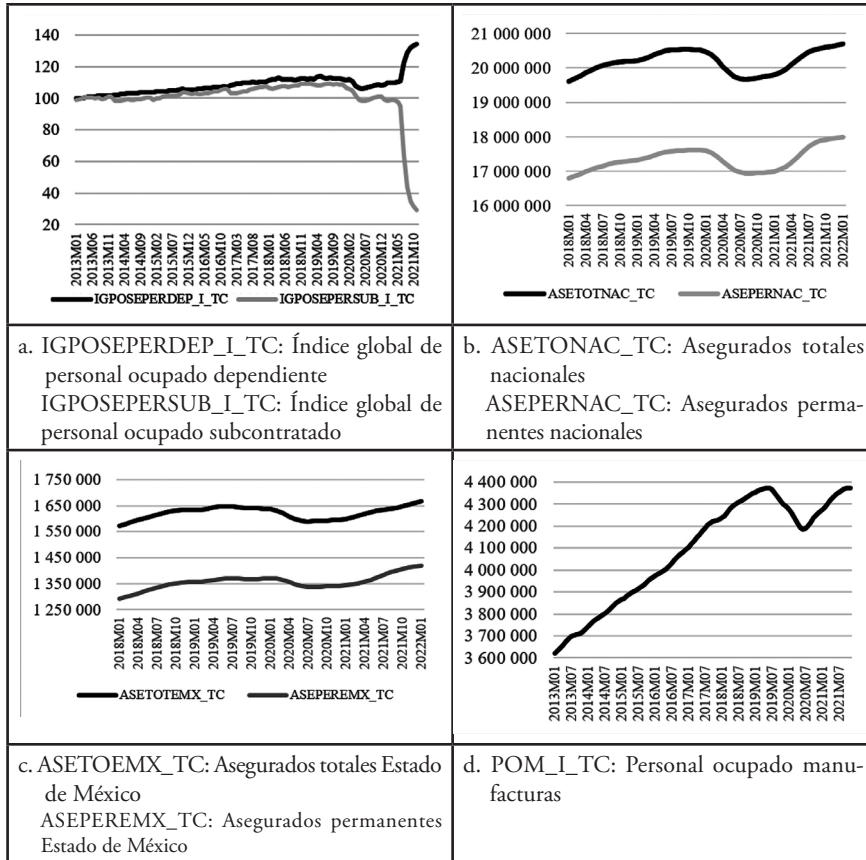 140
120
100
80
60
40
20
2013M01
2013M06
2013M11
2014M04
2014M09
2015M02
2015M07
2015M12
2016M05
2016M10
2017M03
2017M08
2018M01
2018M06
2018M11
2019M04
2019M09
2020M02
2020M07
2020M12
2021M05
2021M10
IGPOSEPERDEP_I_TC IGPOSEPERSUB_I_TC
21 000 000
20 000 000
19 000 000
18 000 000
17 000 000
16 000 000
2018M01
2018M04
2018M07
2018M10
2019M01
2019M04
2019M07
2019M10
2020M01
2020M04
2020M07
2020M10
2021M01
2021M04
2021M07
2021M10
2022M01
ASETOTNAC_TC ASEPERNAC_TC
a. IGPOSEPERDEP_I_TC: Índice global de
personal ocupado dependiente
IGPOSEPERSUB_I_TC: Índice global de
personal ocupado subcontratado
b. ASETONAC_TC: Asegurados totales
nacionales
ASEPERNAC_TC: Asegurados perma-
nentes nacionales
1 750 000
1 650 000
1 550 000
1 450 000
1 350 000
1 250 000
2018M01
2018M04
2018M07
2018M10
2019M01
2019M04
2019M07
2019M10
2020M01
2020M04
2020M07
2020M10
2021M01
2021M04
2021M07
2021M10
2022M01
ASETOTEMX_TC ASEPEREMX_TC
4 400 000
4 300 000
4 200 000
4 100 000
4 000 000
3 900 000
3 800 000
3 700 000
3 600 000
2013M01
2013M07
2014M01
2014M07
2015M01
2015M07
2016M01
2016M07
2017M01
2017M07
2018M01
2018M07
2019M01
2019M07
2020M01
2020M07
2021M01
2021M07
c. ASETOEMX_TC: Asegurados totales Estado
de México
ASEPEREMX_TC: Asegurados permanentes
Estado de México
d. POM_I_TC: Personal ocupado manu-
facturas